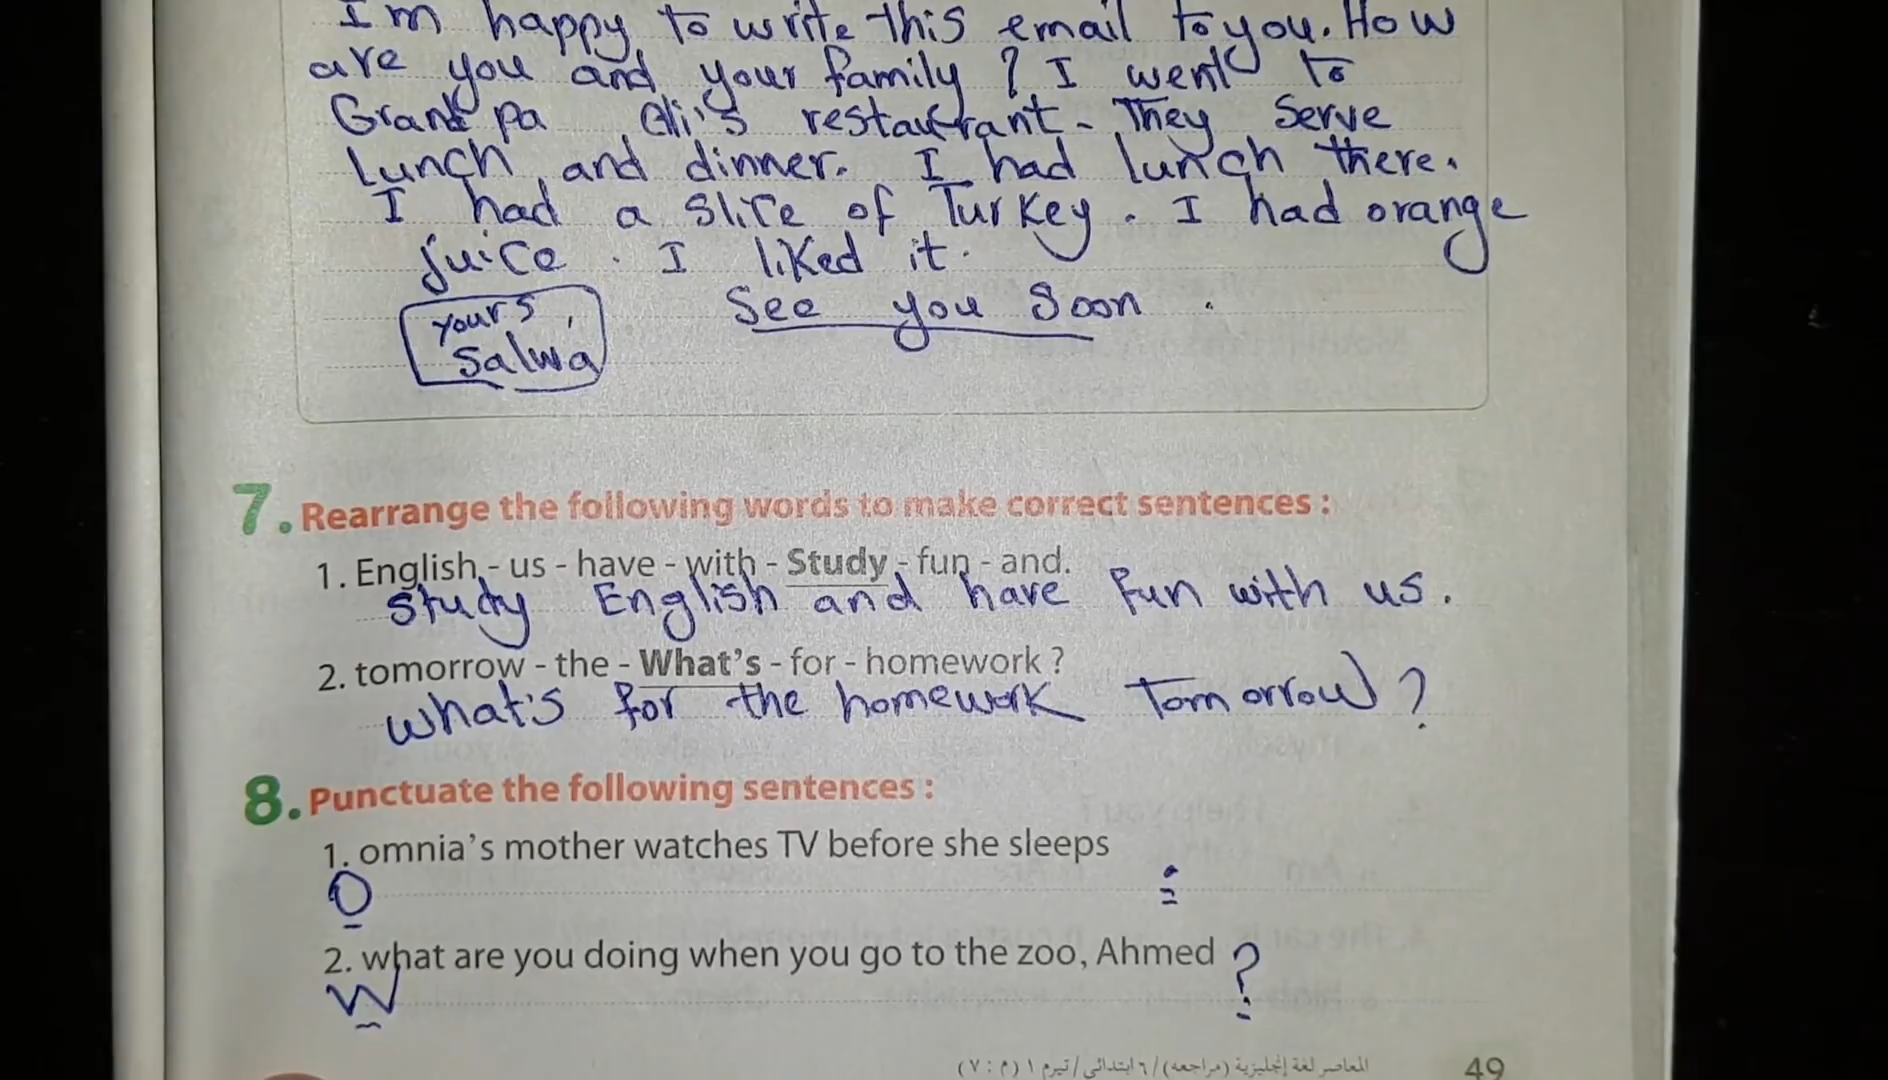 I'm happy to write this email to you. How
are you and your family ? I went to
Grandpa Ali's restaurant. They serve
Lunch and dinner. I had lunch there.
I had a slice of Turkey. I had orange
juice. I liked it.
See you Soon.
yours,
Salwa
7. Rearrange the following words to make correct sentences :
1. English - us - have - with - Study - fun - and.
study English and have fun with us.
2. tomorrow - the - What's - for - homework ?
what's for the homework Tomorrow ?
8. Punctuate the following sentences :
1. omnia's mother watches TV before she sleeps
O .
2. what are you doing when you go to the zoo, Ahmed ?
W
المعاصر لغة إنجليزية (مراجعه) / ٦ ابتدائى / تيرم ١ (م : ٧)
49